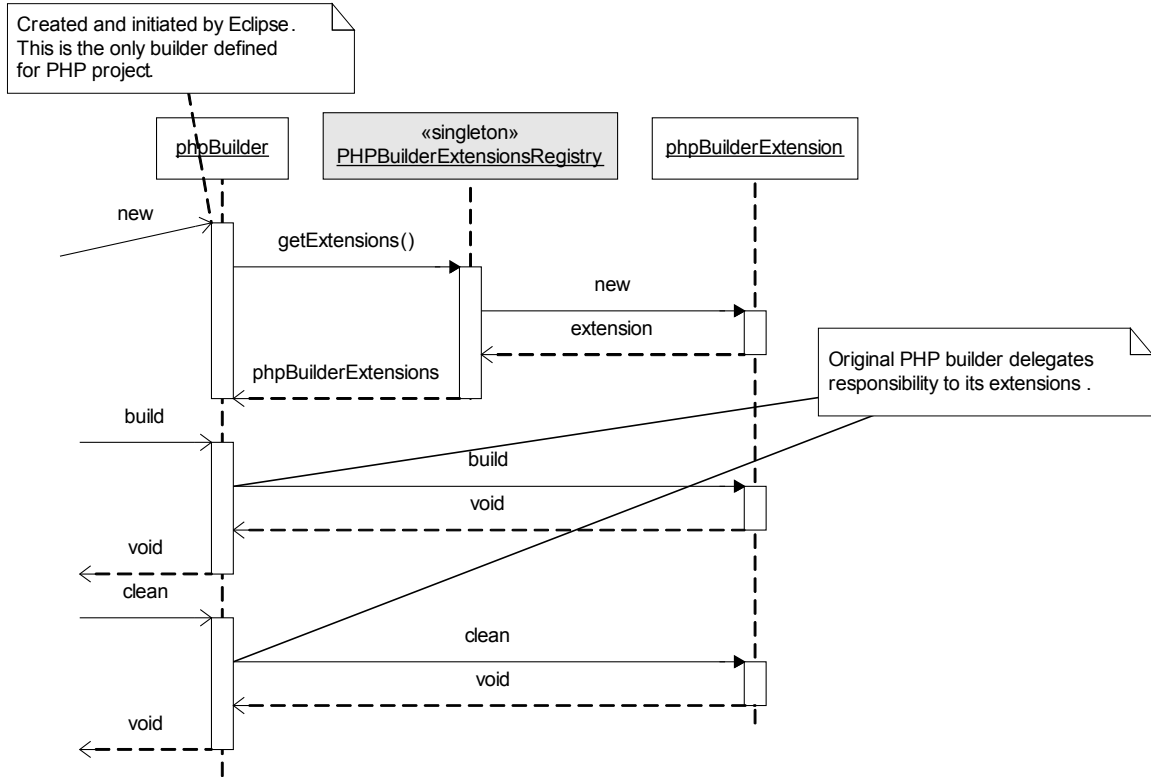 Created and initiated by Eclipse.
This is the only builder defined
for PHP project.
phpBuilder
«singleton»
PHPBuilderExtensionsRegistry
phpBuilderExtension
new
getExtensions()
new
extension
phpBuilderExtensions
Original PHP builder delegates
responsibility to its extensions .
build
build
void
void
clean
clean
void
void